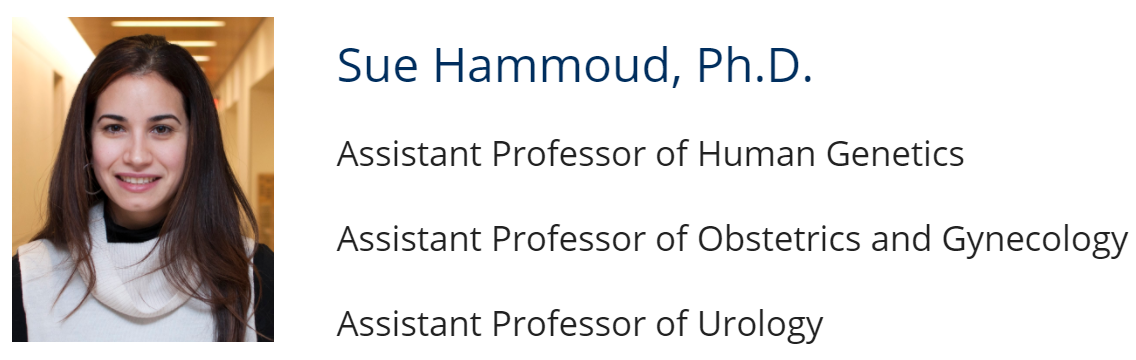 Sue Hammoud, Ph.D.
Assistant Professor of Human Genetics
Assistant Professor of Obstetrics and Gynecology
Assistant Professor of Urology